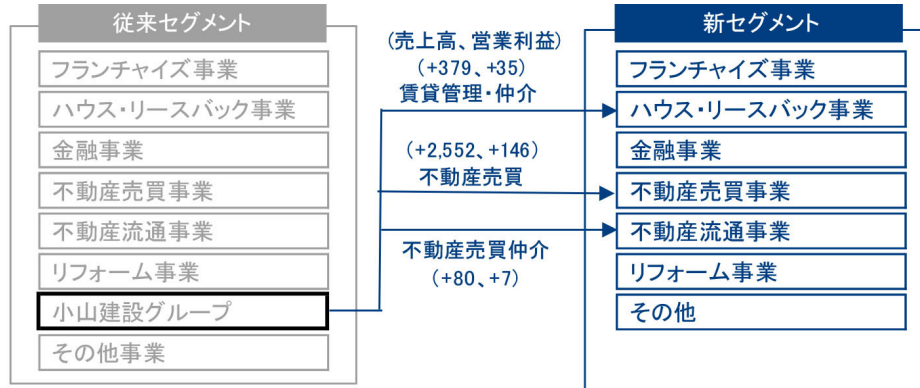 従来セグメント
フランチャイズ事業
ハウス・リースバック事業
金融事業
不動産売買事業
不動産流通事業
リフォーム事業
小山建設グループ
その他事業
(売上高、営業利益)
(+379、+35)
賃貸管理・仲介
(+2,552、+146)
不動産売買
不動産売買仲介
(+80、+7)
新セグメント
フランチャイズ事業
ハウス・リースバック事業
金融事業
不動産売買事業
不動産流通事業
リフォーム事業
その他